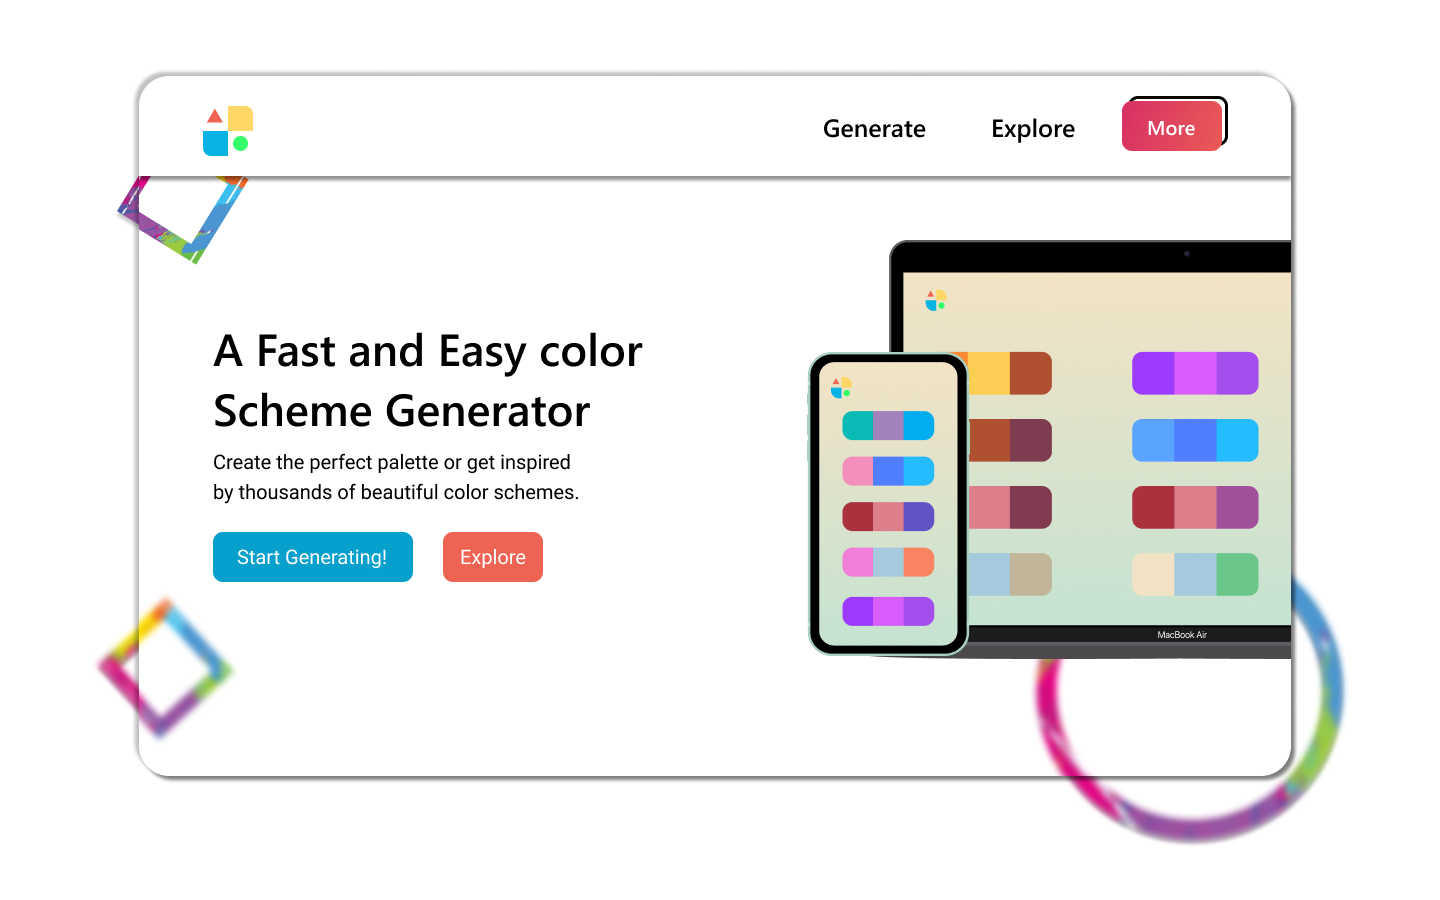 Generate
Explore
More
A Fast and Easy color
Scheme Generator
Create the perfect palette or get inspired
by thousands of beautiful color schemes.
Start Generating!
Explore
MacBook Air